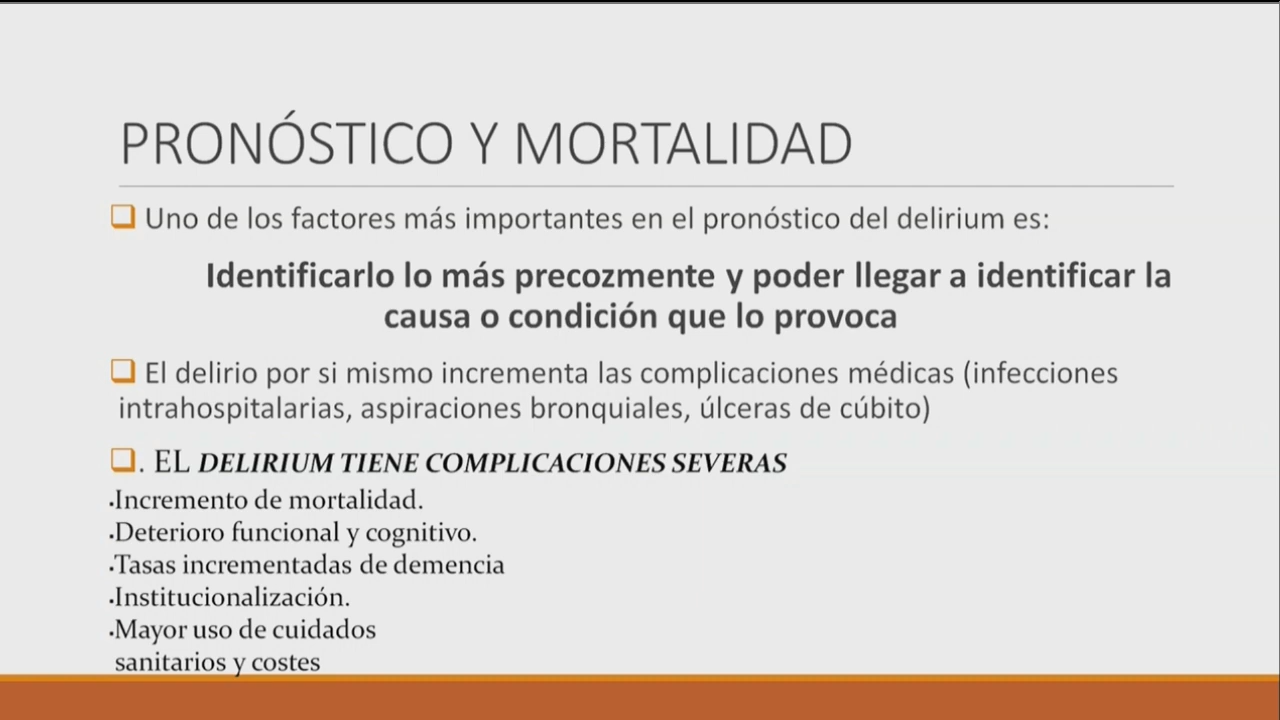 PRONÓSTICO Y MORTALIDAD
Uno de los factores más importantes en el pronóstico del delirium es:
Identificarlo lo más precozmente y poder llegar a identificar la
causa o condición que lo provoca
El delirio por si mismo incrementa las complicaciones médicas (infecciones
intrahospitalarias, aspiraciones bronquiales, úlceras de cúbito)
. EL DELIRIUM TIENE COMPLICACIONES SEVERAS
•Incremento de mortalidad.
•Deterioro funcional y cognitivo.
•Tasas incrementadas de demencia
•Institucionalización.
•Mayor uso de cuidados
sanitarios y costes